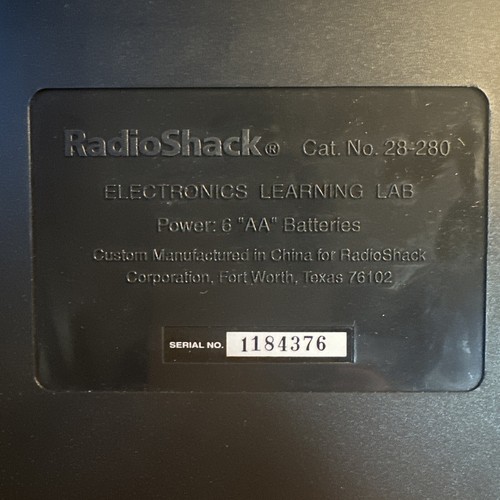 RadioShack® Cat. No. 28-280
ELECTRONICS LEARNING LAB
Power: 6 "AA" Batteries
Custom Manufactured in China for RadioShack
Corporation, Fort Worth, Texas 76102
SERIAL NO. 1184376